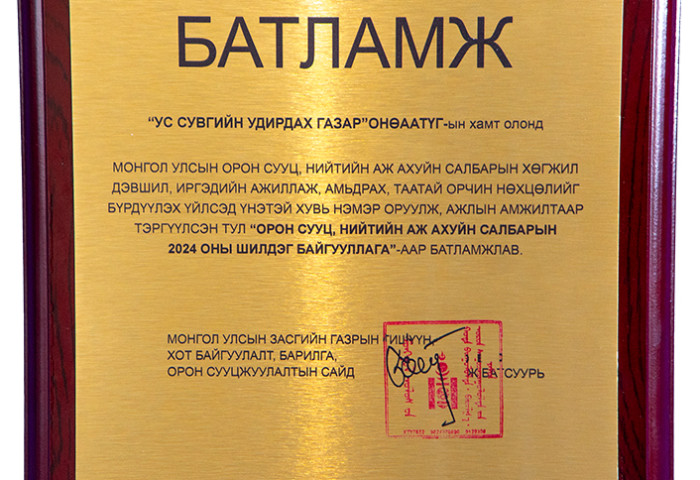 БАТЛАМЖ
"УС СУВГИЙН УДИРДАХ ГАЗАР"ОНӨААТҮГ-ын хамт олонд
МОНГОЛ УЛСЫН ОРОН СУУЦ, НИЙТИЙН АЖ АХУЙН САЛБАРЫН ХӨГЖИЛ
ДЭВШИЛ, ИРГЭДИЙН АЖИЛЛАЖ, АМЬДРАХ, ТААТАЙ ОРЧИН НӨХЦӨЛИЙГ
БҮРДҮҮЛЭХ ҮЙЛСЭД ҮНЭТЭЙ ХУВЬ НЭМЭР ОРУУЛЖ, АЖЛЫН АМЖИЛТААР
ТЭРГҮҮЛСЭН ТУЛ "ОРОН СУУЦ, НИЙТИЙН АЖ АХУЙН САЛБАРЫН
2024 ОНЫ ШИЛДЭГ БАЙГУУЛЛАГА"-ААР БАТЛАМЖЛАВ.
МОНГОЛ УЛСЫН ЗАСГИЙН ГАЗРЫН ГИШҮҮН,
ХОТ БАЙГУУЛАЛТ, БАРИЛГА,
ОРОН СУУЦЖУУЛАЛТЫН САЙД Ж.БАТСУУРЬ